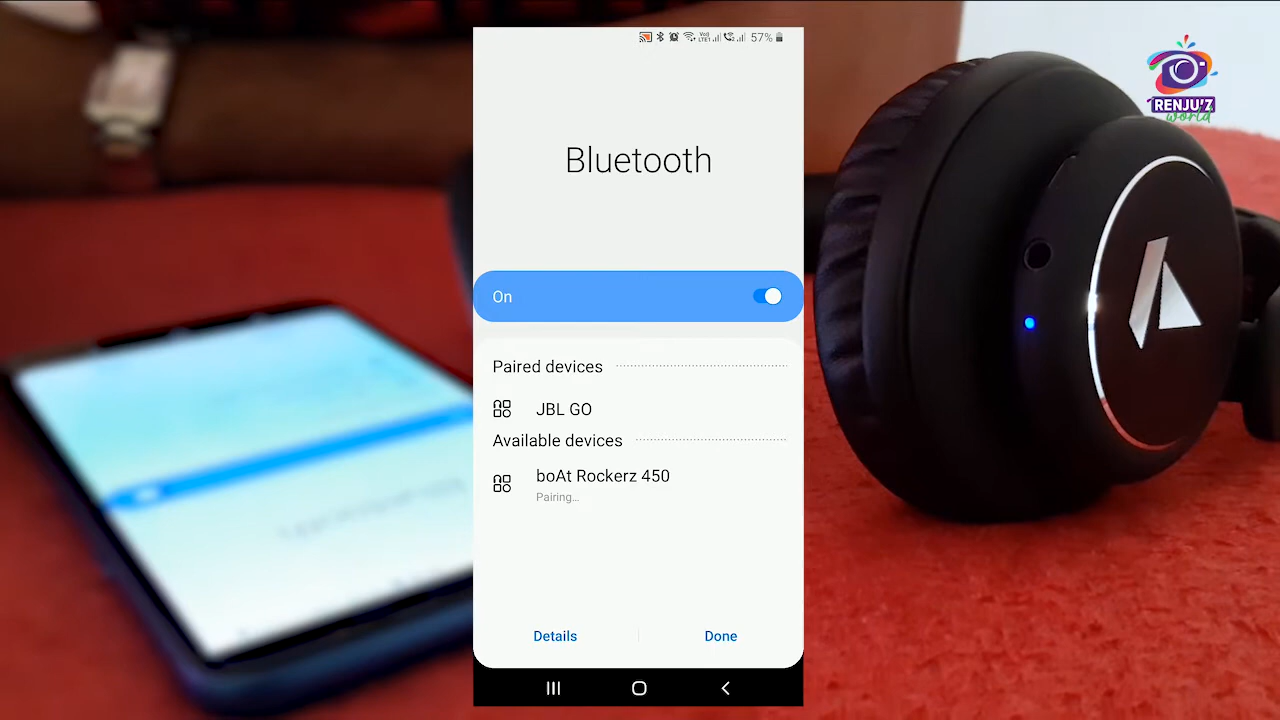 57%
Bluetooth
On
Paired devices
JBL GO
Available devices
boAt Rockerz 450
Pairing...
Details
Done
RENJU'Z
world